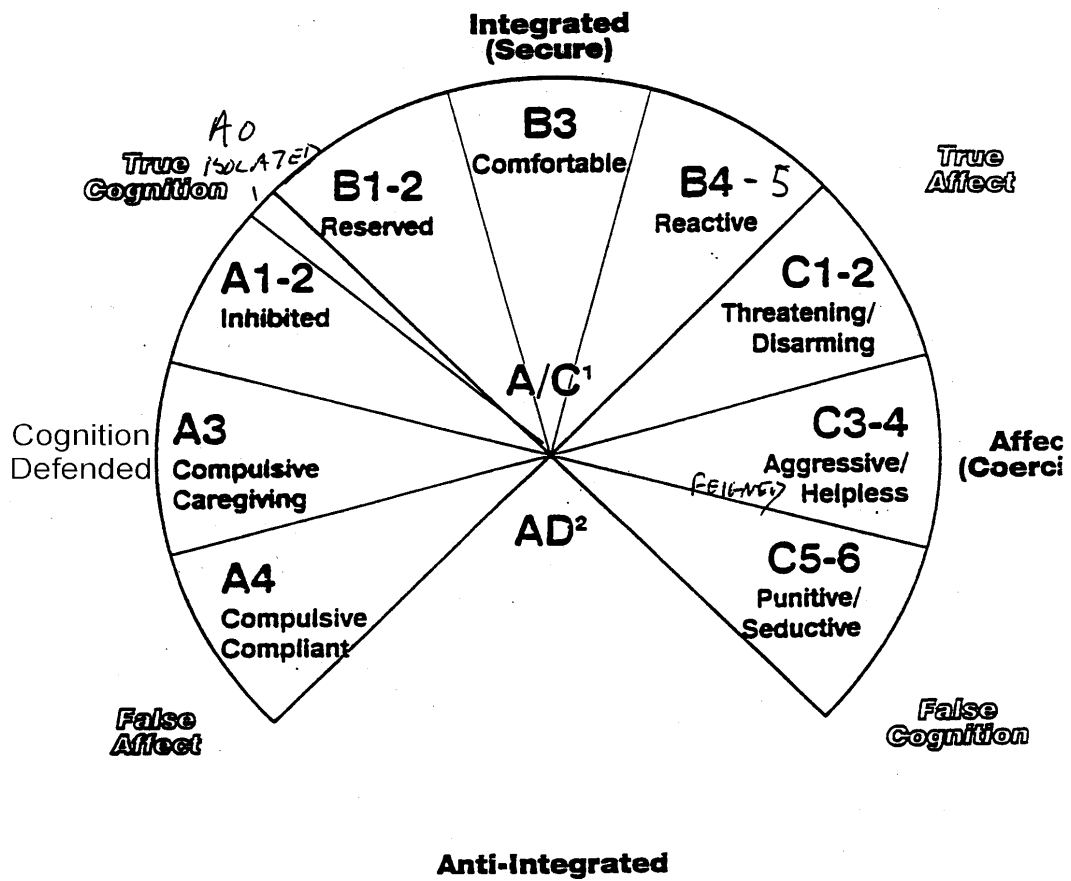 Integrated
(Secure)
A0
ISOLATED
True
Cognition
True
Affect
B1-2
Reserved
B3
Comfortable
B4 - 5
Reactive
A1-2
Inhibited
C1-2
Threatening/
Disarming
A/C¹
Cognition
Defended
A3
Compulsive
Caregiving
C3-4
Aggressive/
Helpless
FEIGNED
Affec
(Coerci
AD²
A4
Compulsive
Compliant
C5-6
Punitive/
Seductive
False
Affect
False
Cognition
Anti-Integrated